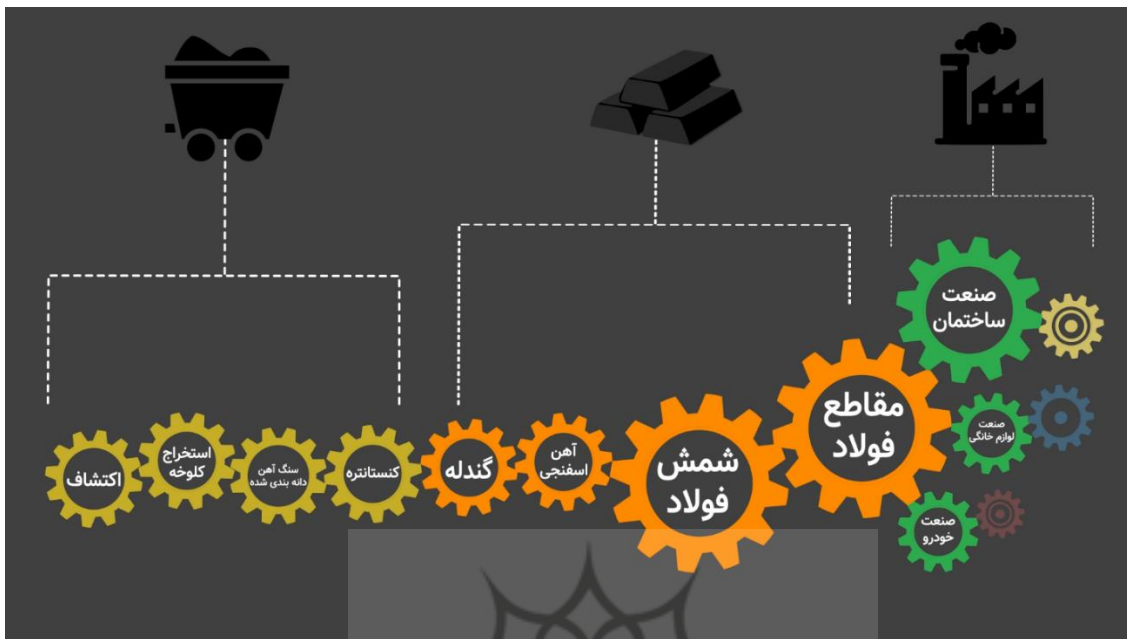 اکتشاف
استخراج
کلوخه
سنگ آهن
دانه بندی شده
کنستانتره
گندله
آهن
اسفنجی
شمش
فولاد
مقاطع
فولاد
صنعت
ساختمان
صنعت
لوازم خانگی
صنعت
خودرو